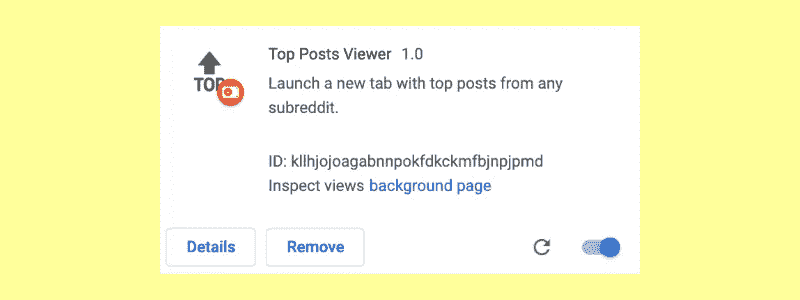 TOP
Top Posts Viewer 1.0
Launch a new tab with top posts from any
subreddit.
ID: kllhjojoagabnnpokfdkckmfbjnpjpmd
Inspect views background page
Details Remove